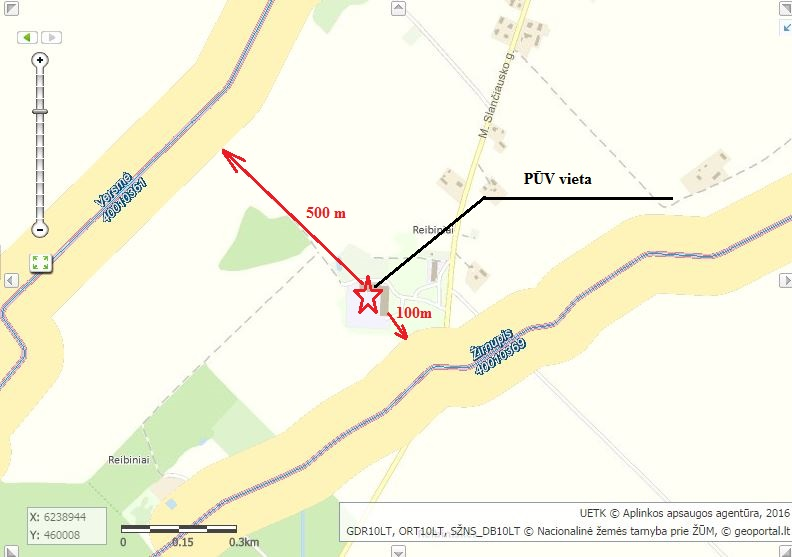 M. Slančiausko g.
PŪV vieta
Versmė
40010361
500 m
Reibiniai
100m
Žirnupis
40010369
Reibiniai
X: 6238944
Y: 460008
0 0.15 0.3km
UETK © Aplinkos apsaugos agentūra, 2016
GDR10LT, ORT10LT, SŽNS_DB10LT © Nacionalinė žemės tarnyba prie ŽŪM, © geoportal.lt